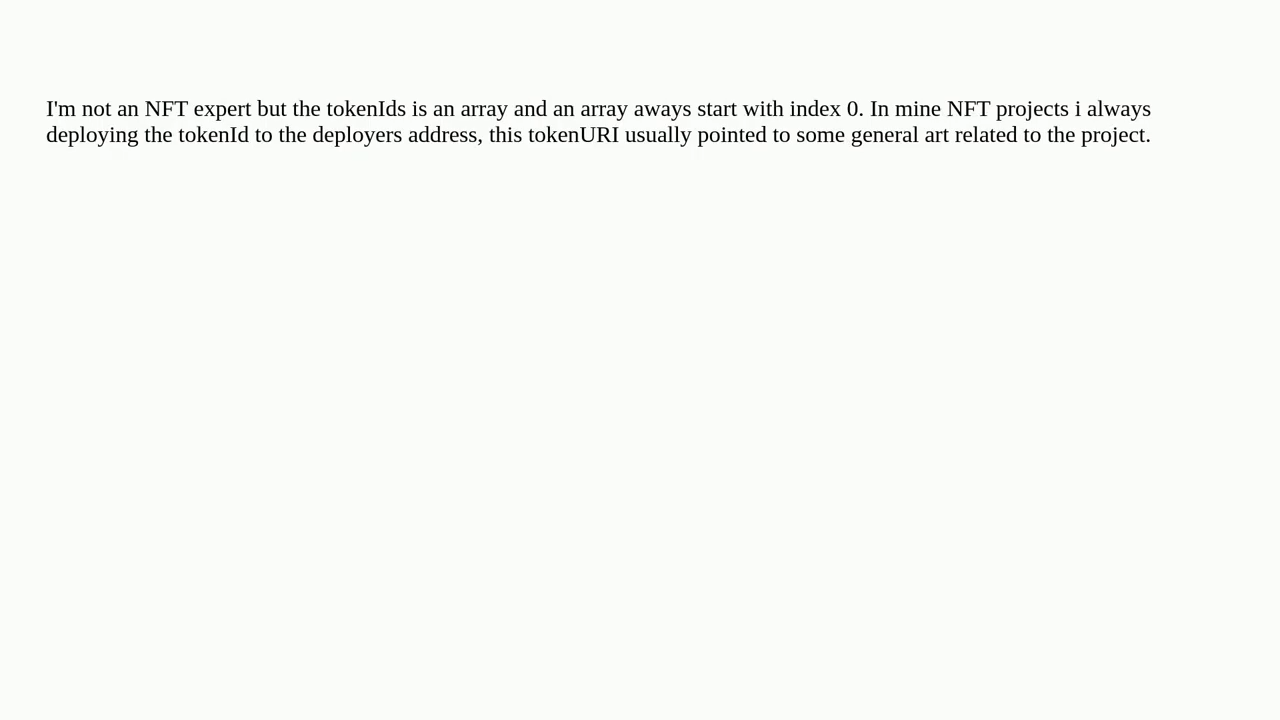 I'm not an NFT expert but the tokenIds is an array and an array aways start with index 0. In mine NFT projects i always
deploying the tokenId to the deployers address, this tokenURI usually pointed to some general art related to the project.